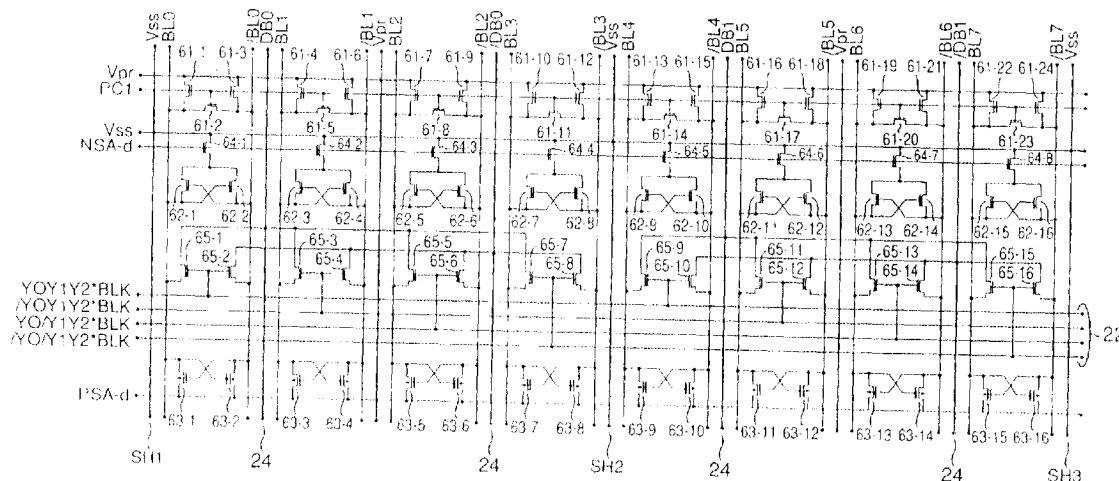 Vss BL0 /BL0 DB0 BL1 /BL1 Vpr BL2 /BL2 /DB0 BL3 /BL3 Vss BL4 /BL4 DB1 BL5 /BL5 Vpr BL6 /BL6 /DB1 BL7 /BL7 Vss
61-1 61-3 61-4 61-6 61-7 61-9 61-10 61-12 61-13 61-15 61-16 61-18 61-19 61-21 61-22 61-24
Vpr
PC1
61-2 61-5 61-8 61-11 61-14 61-17 61-20 61-23
Vss
NSA-d
64-1 64-2 64-3 64-4 64-5 64-6 64-7 64-8
62-1 62-2 62-3 62-4 62-5 62-6 62-7 62-8 62-9 62-10 62-11 62-12 62-13 62-14 62-15 62-16
65-1 65-3 65-5 65-7 65-9 65-11 65-13 65-15
65-2 65-4 65-6 65-8 65-10 65-12 65-14 65-16
YOY1Y2*BLK
/YOY1Y2*BLK
YO/Y1Y2*BLK
/YO/Y1Y2*BLK
22
PSA-d
63-1 63-2 63-3 63-4 63-5 63-6 63-7 63-8 63-9 63-10 63-11 63-12 63-13 63-14 63-15 63-16
SH1 24 24 SH2 24 24 SH3